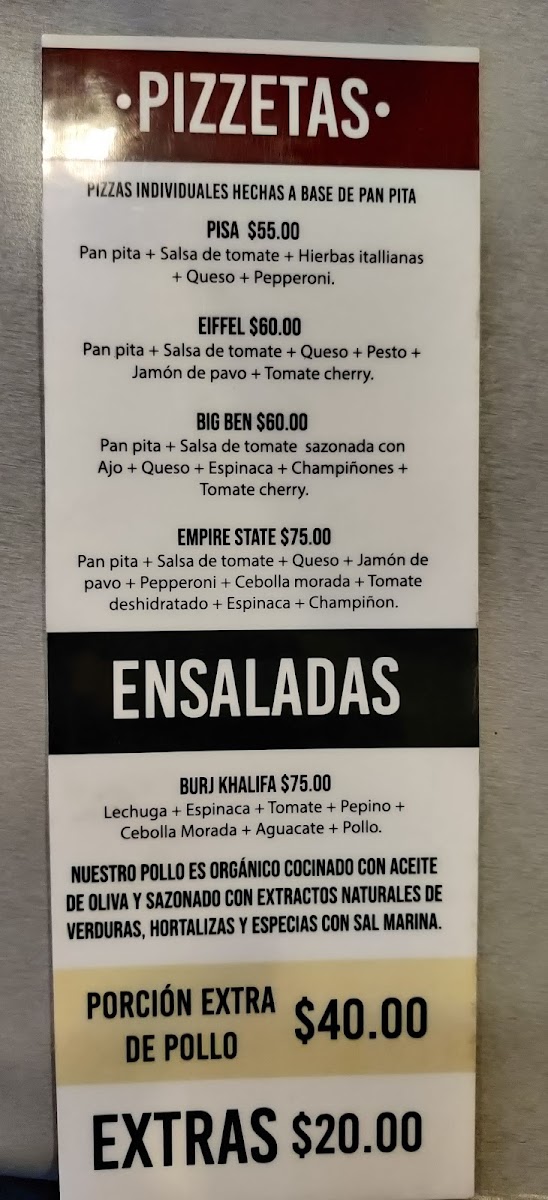 •PIZZETAS•
PIZZAS INDIVIDUALES HECHAS A BASE DE PAN PITA
PISA $55.00
Pan pita + Salsa de tomate + Hierbas itallianas
+ Queso + Pepperoni.
EIFFEL $60.00
Pan pita + Salsa de tomate + Queso + Pesto +
Jamón de pavo + Tomate cherry.
BIG BEN $60.00
Pan pita + Salsa de tomate sazonada con
Ajo + Queso + Espinaca + Champiñones +
Tomate cherry.
EMPIRE STATE $75.00
Pan pita + Salsa de tomate + Queso + Jamón de
pavo + Pepperoni + Cebolla morada + Tomate
deshidratado + Espinaca + Champiñon.
ENSALADAS
BURJ KHALIFA $75.00
Lechuga + Espinaca + Tomate + Pepino +
Cebolla Morada + Aguacate + Pollo.
NUESTRO POLLO ES ORGÁNICO COCINADO CON ACEITE
DE OLIVA Y SAZONADO CON EXTRACTOS NATURALES DE
VERDURAS, HORTALIZAS Y ESPECIAS CON SAL MARINA.
PORCIÓN EXTRA
DE POLLO $40.00
EXTRAS $20.00